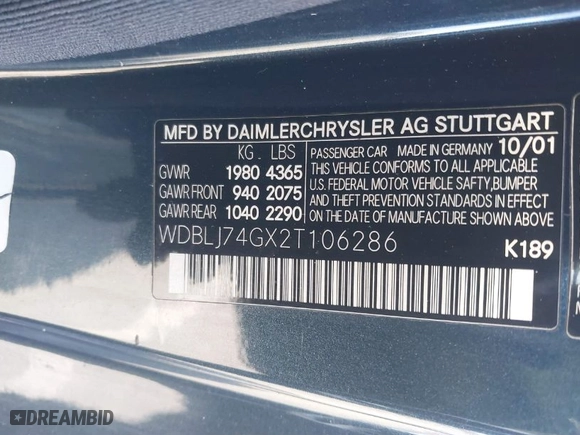 MFD BY DAIMLERCHRYSLER AG STUTTGART
KG LBS PASSENGER CAR MADE IN GERMANY 10/01
GVWR 1980 4365 THIS VEHICLE CONFORMS TO ALL APPLICABLE
GAWR FRONT 940 2075 U.S. FEDERAL MOTOR VEHICLE SAFTY, BUMPER
GAWR REAR 1040 2290 AND THEFT PREVENTION STANDARDS IN EFFECT ON THE DATE OF MANUFACTURE SHOWN ABOVE.
WDBLJ74GX2T106286
K189
DREAMBID